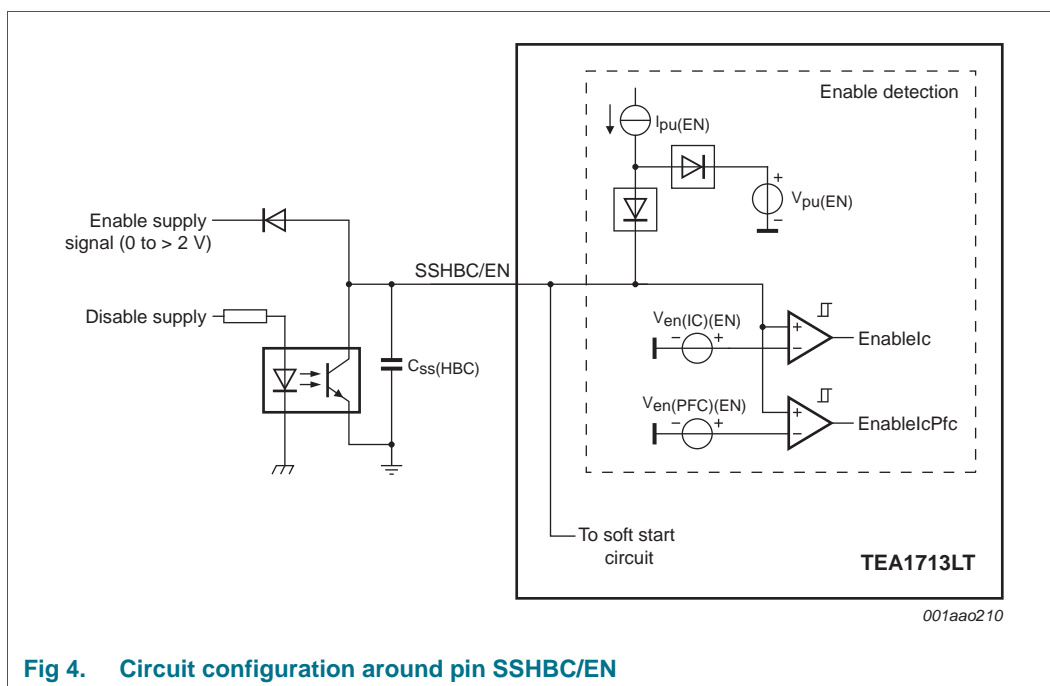 Enable detection
Ipu(EN)
+
Vpu(EN)
−
Enable supply
signal (0 to > 2 V)
SSHBC/EN
Disable supply
Css(HBC)
Ven(IC)(EN)
− +
+
−
EnableIc
Ven(PFC)(EN)
− +
+
−
EnableIcPfc
To soft start
circuit
TEA1713LT
001aao210
Fig 4. Circuit configuration around pin SSHBC/EN